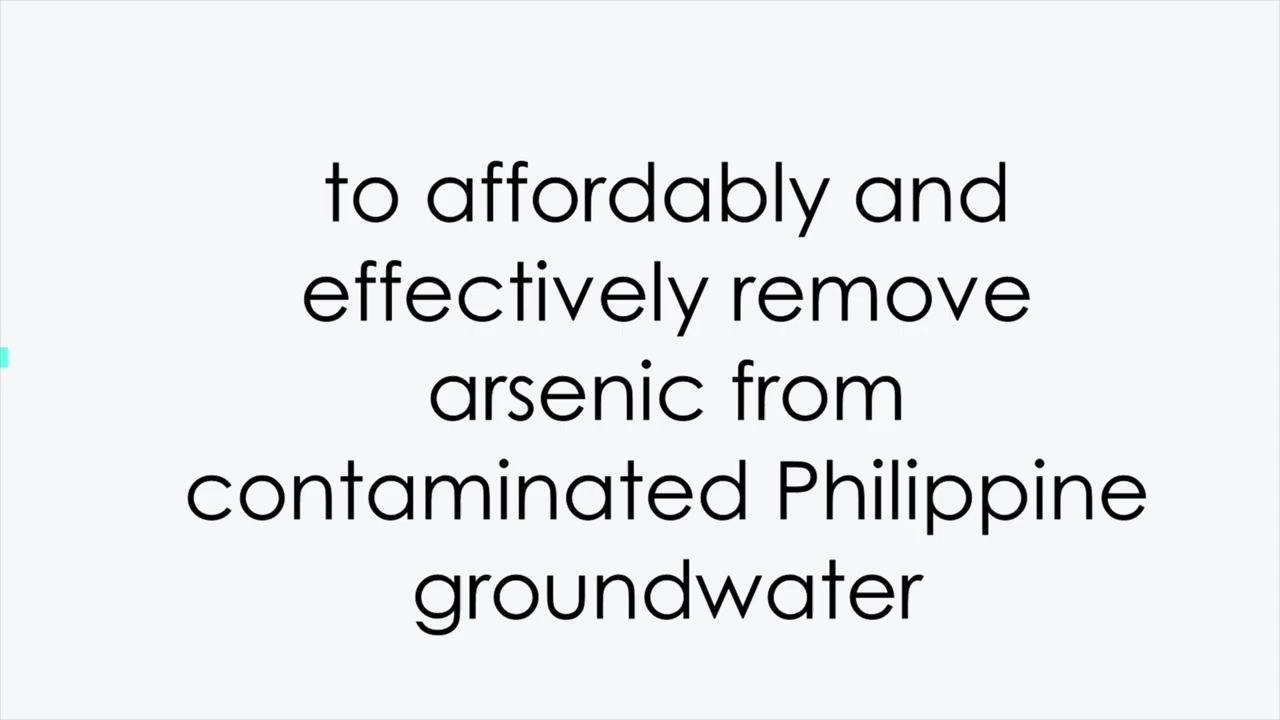 to affordably and
effectively remove
arsenic from
contaminated Philippine
groundwater